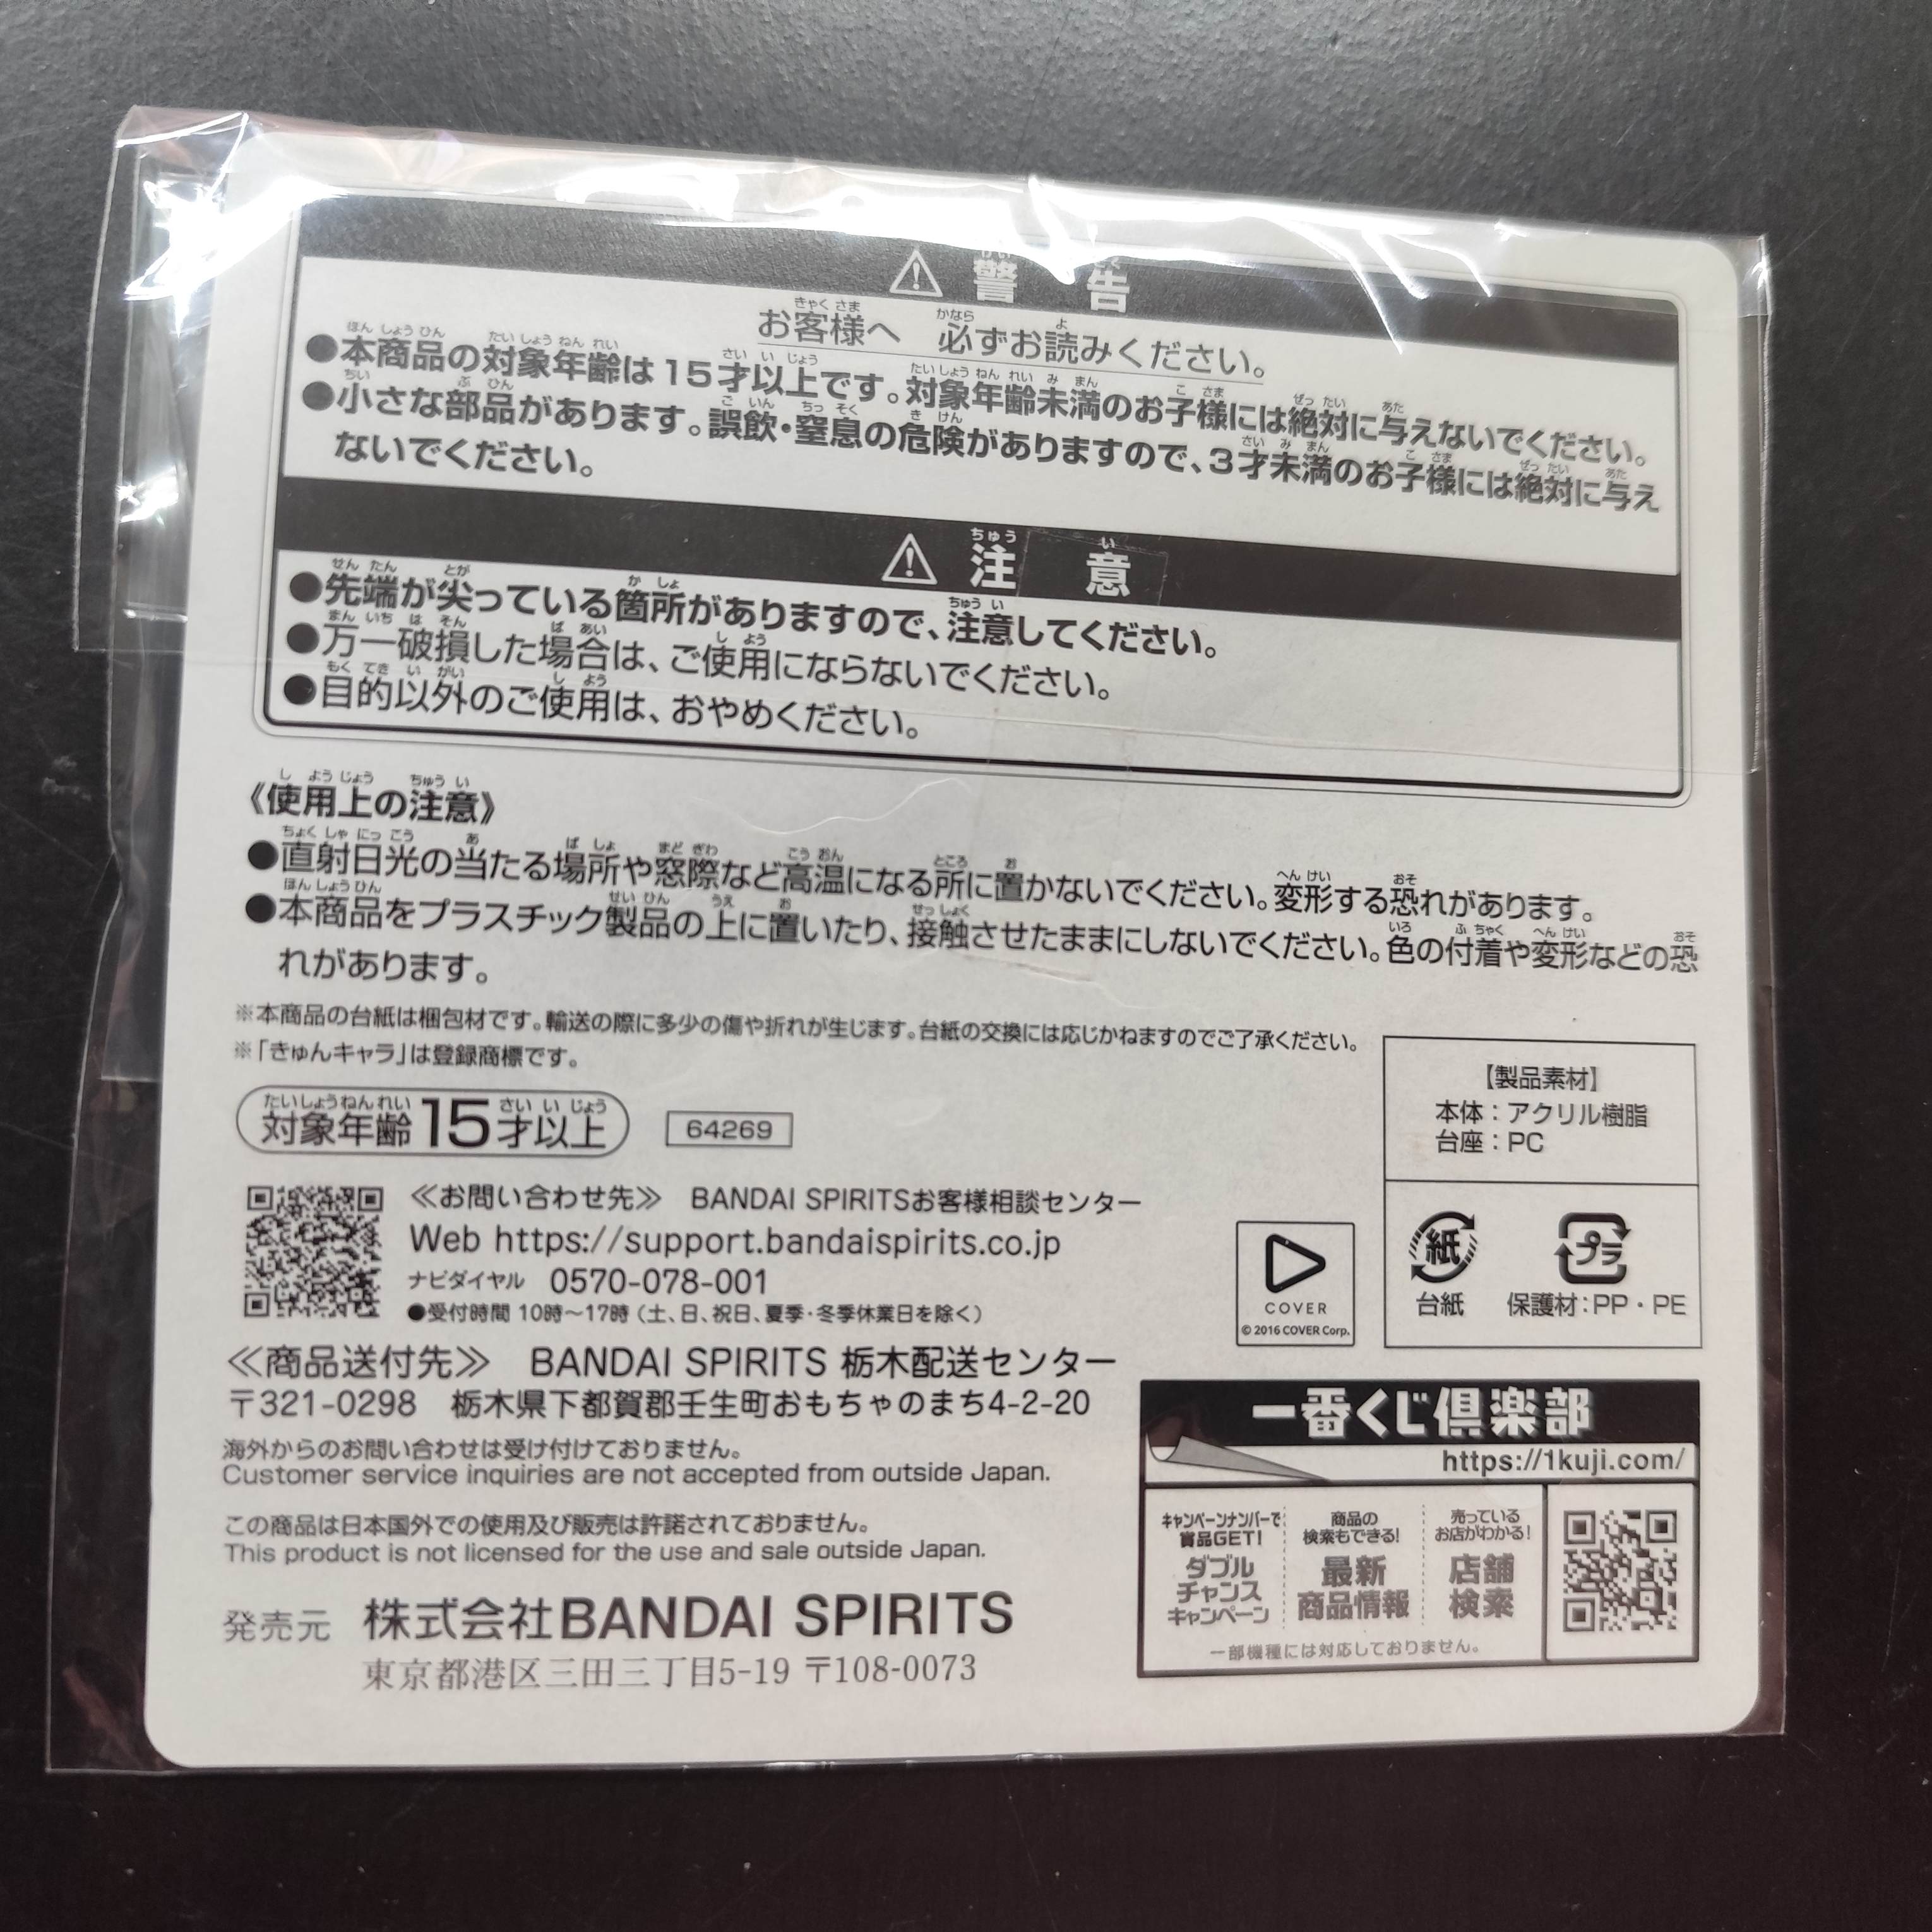 ⚠ 警告
お客様へ 必ずお読みください。
●本商品の対象年齢は15才以上です。対象年齢未満のお子様には絶対に与えないでください。
●小さな部品があります。誤飲・窒息の危険がありますので、3才未満のお子様には絶対に与え
ないでください。
⚠ 注意
●先端が尖っている箇所がありますので、注意してください。
●万一破損した場合は、ご使用にならないでください。
●目的以外のご使用は、おやめください。
《使用上の注意》
●直射日光の当たる場所や窓際など高温になる所に置かないでください。変形する恐れがあります。
●本商品をプラスチック製品の上に置いたり、接触させたままにしないでください。色の付着や変形などの恐
れがあります。
※本商品の台紙は梱包材です。輸送の際に多少の傷や折れが生じます。台紙の交換には応じかねますのでご了承ください。
※「きゅんキャラ」は登録商標です。
対象年齢15才以上
64269
【製品素材】
本体：アクリル樹脂
台座：PC
紙
台紙
プラ
保護材：PP・PE
≪お問い合わせ先≫ BANDAI SPIRITSお客様相談センター
Web https://support.bandaispirits.co.jp
ナビダイヤル 0570-078-001
●受付時間 10時～17時（土、日、祝日、夏季・冬季休業日を除く）
COVER
© 2016 COVER Corp.
≪商品送付先≫ BANDAI SPIRITS 栃木配送センター
〒321-0298 栃木県下都賀郡壬生町おもちゃのまち4-2-20
海外からのお問い合わせは受け付けておりません。
Customer service inquiries are not accepted from outside Japan.
この商品は日本国外での使用及び販売は許諾されておりません。
This product is not licensed for the use and sale outside Japan.
発売元 株式会社BANDAI SPIRITS
東京都港区三田三丁目5-19 〒108-0073
一番くじ倶楽部
https://1kuji.com/
キャンペーンナンバーで
賞品GET!
ダブル
チャンス
キャンペーン
商品の
検索もできる!
最新
商品情報
売っている
お店がわかる!
店舗
検索
一部機種には対応しておりません。